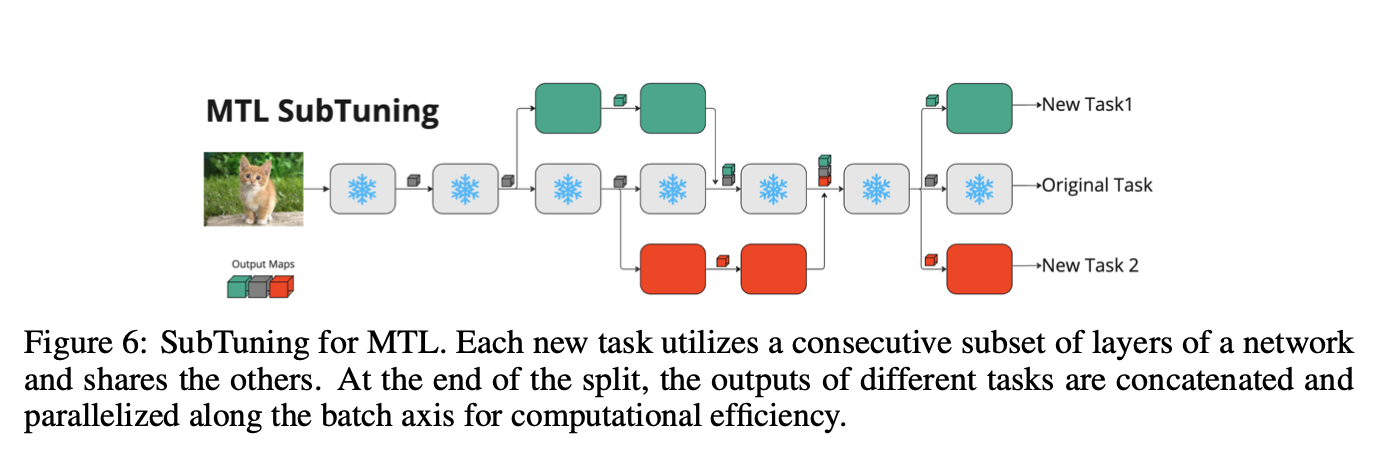 MTL SubTuning
New Task1
Original Task
Output Maps
New Task 2
Figure 6: SubTuning for MTL. Each new task utilizes a consecutive subset of layers of a network
and shares the others. At the end of the split, the outputs of different tasks are concatenated and
parallelized along the batch axis for computational efficiency.